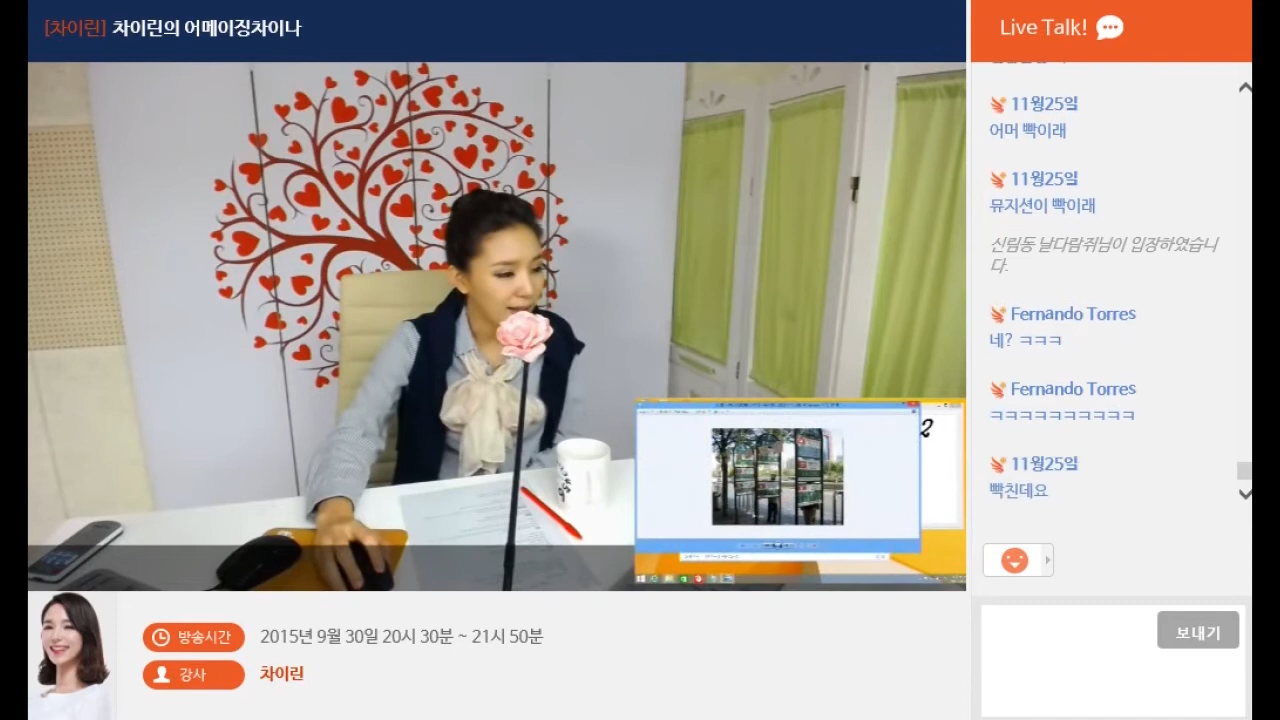 [차이린] 차이린의 어메이징차이나
Live Talk!
11월25일
어머 빡이래
11월25일
뮤지션이 빡이래
신림동 날다람쥐님이 입장하였습니
다.
Fernando Torres
네? ㅋㅋㅋ
Fernando Torres
ㅋㅋㅋㅋㅋㅋㅋㅋㅋㅋ
11월25일
빡친데요
2
방송시간 2015년 9월 30일 20시 30분 ~ 21시 50분
강사 차이린
보내기